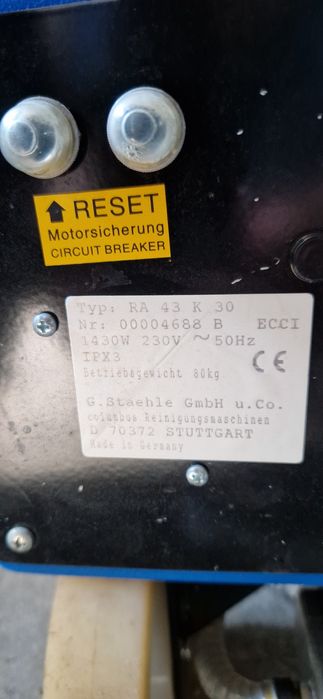 RESET
Motorsicherung
CIRCUIT BREAKER
Typ: RA 43 K 30
Nr: 00004688 B ECCI
1430W 230V ~ 50Hz
IPX3
CE
Betriebsgewicht 80kg
G.Staehle GmbH u.Co.
columbus Reinigungsmaschinen
D 70372 STUTTGART
Made in Germany